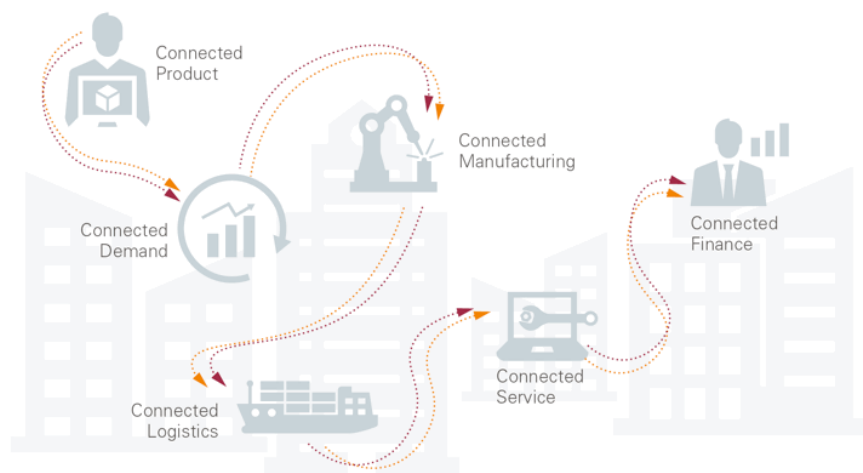 Connected
Product
Connected
Demand
Connected
Manufacturing
Connected
Logistics
Connected
Service
Connected
Finance